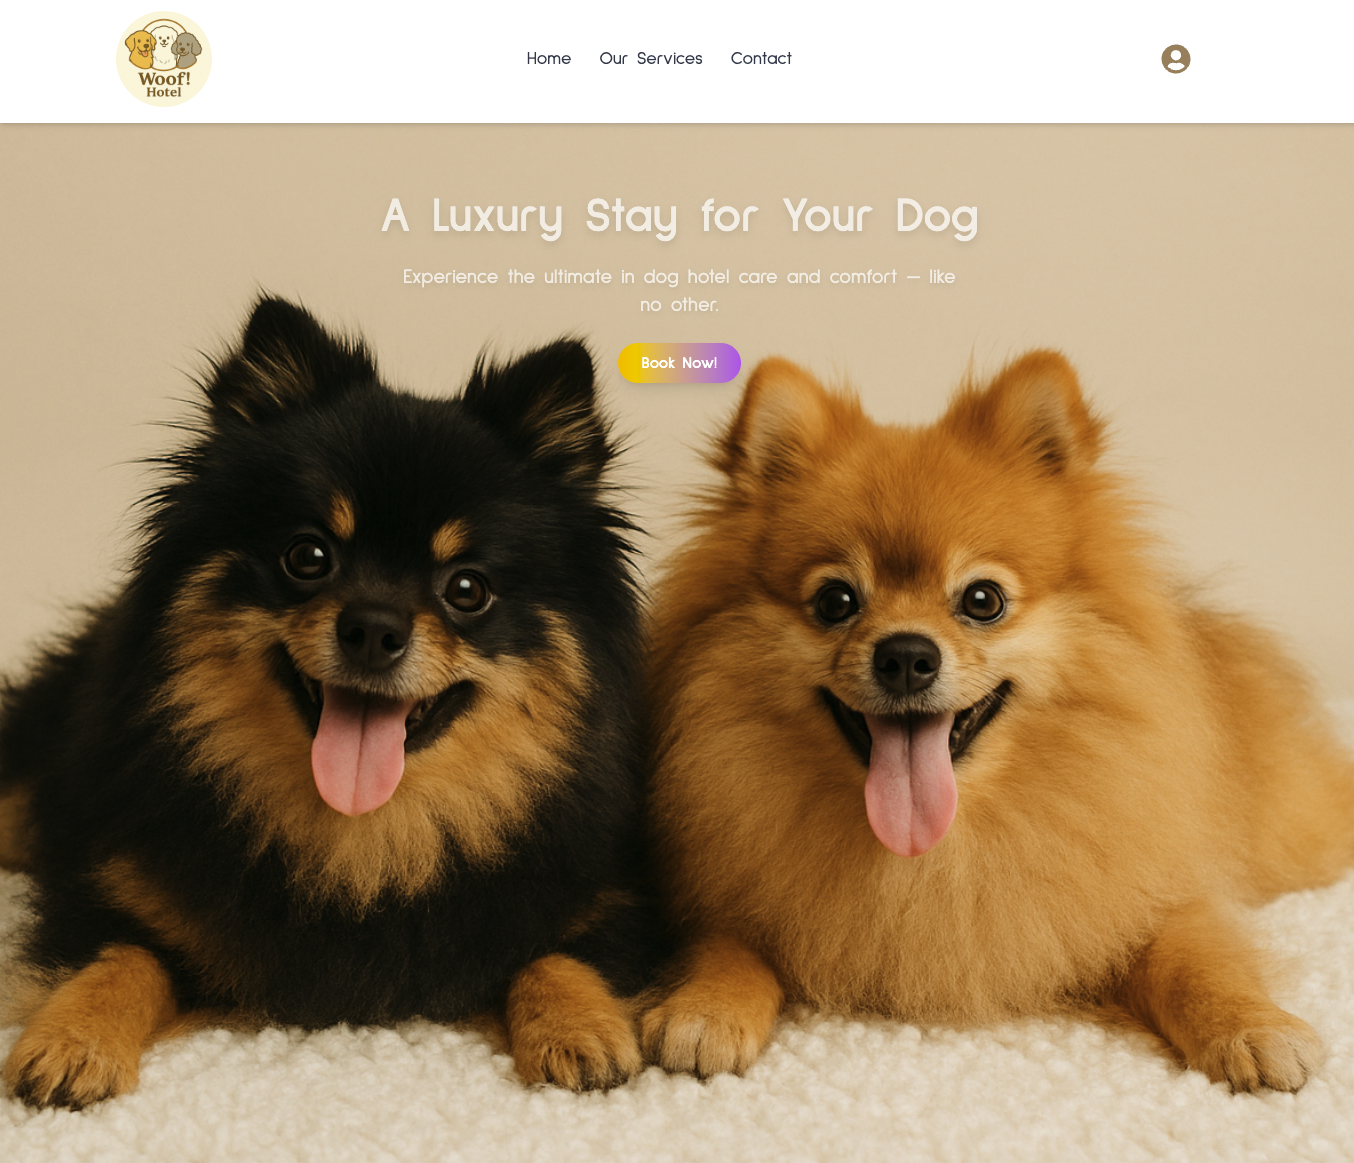 Woof!
Hotel
Home
Our Services
Contact
A Luxury Stay for Your Dog
Experience the ultimate in dog hotel care and comfort — like
no other.
Book Now!